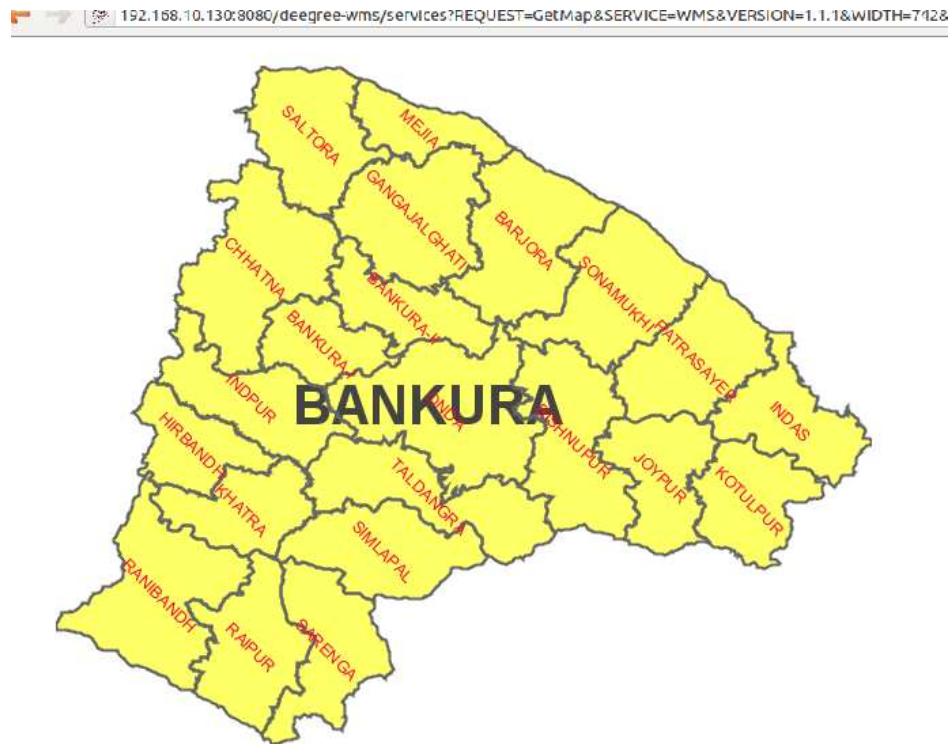 192.168.10.130:8080/deegree-wms/services?REQUEST=GetMap&SERVICE=WMS&VERSION=1.1.1&WIDTH=742&
SALTORA
MEJIA
GANGAJALGHATI
BARJORA
CHHATNA
SONAMUKHI
BANKURA-II
PATRASAYER
BANKURA-I
INDPUR
BANKURA
ONDA
BISHNUPUR
INDAS
HIRBANDH
JOYPUR
KOTULPUR
KHATRA
TALDANGRA
SIMLAPAL
RANIBANDH
RAIPUR
SARENGA